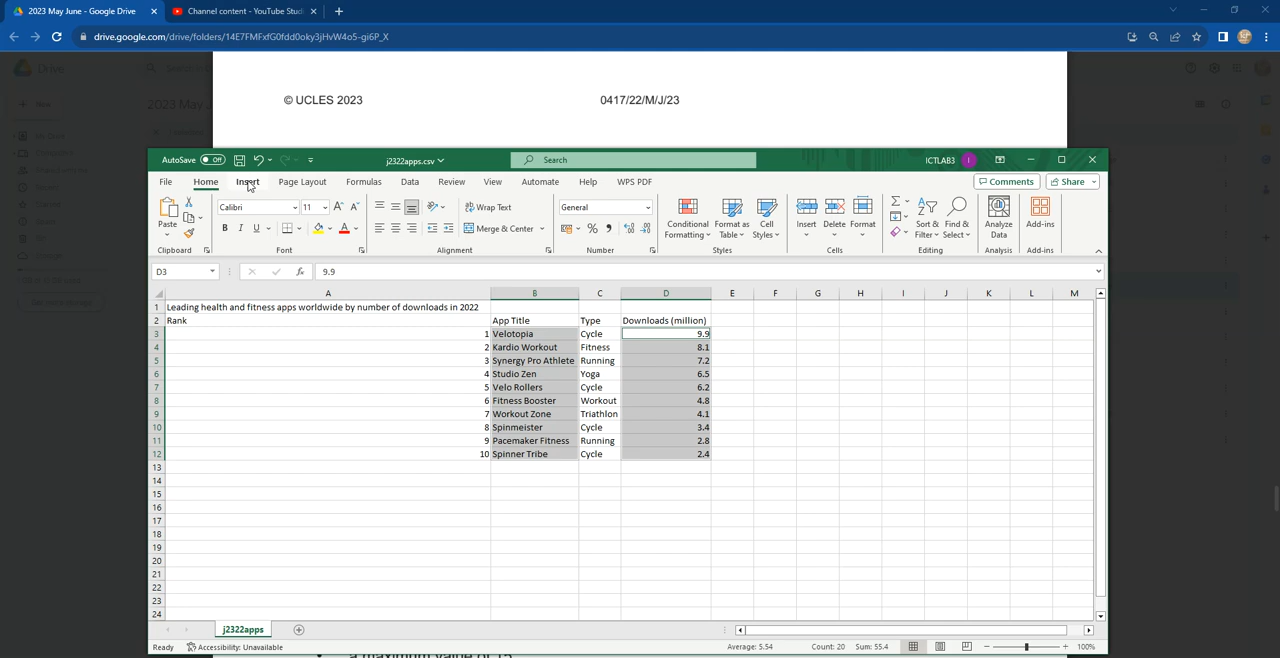 2023 May June - Google Drive
Channel content - YouTube Stud
drive.google.com/drive/folders/14E7FMFxfG0fdd0oky3jHvW4o5-gi6P_X
Drive
2023 May J
© UCLES 2023
0417/22/M/J/23
AutoSave Off
j2322apps.csv
Search
ICTLAB3 I
File Home Insert Page Layout Formulas Data Review View Automate Help WPS PDF
Comments Share
Paste
Calibri 11
B I U
Wrap Text
Merge & Center
General
Conditional Formatting
Format as Table
Cell Styles
Insert Delete Format
Sort & Filter
Find & Select
Analyze Data
Add-ins
Clipboard Font Alignment Number Styles Cells Editing Analysis Add-ins
D3 fx 9.9
A B C D E F G H I J K L M
1 Leading health and fitness apps worldwide by number of downloads in 2022
2 Rank App Title Type Downloads (million)
3 1 Velotopia Cycle 9.9
4 2 Kardio Workout Fitness 8.1
5 3 Synergy Pro Athlete Running 7.2
6 4 Studio Zen Yoga 6.5
7 5 Velo Rollers Cycle 6.2
8 6 Fitness Booster Workout 4.8
9 7 Workout Zone Triathlon 4.1
10 8 Spinmeister Cycle 3.4
11 9 Pacemaker Fitness Running 2.8
12 10 Spinner Tribe Cycle 2.4
13
14
15
16
17
18
19
20
21
22
23
24
j2322apps
Ready Accessibility: Unavailable Average: 5.54 Count: 20 Sum: 55.4 100%
a maximum value of 15